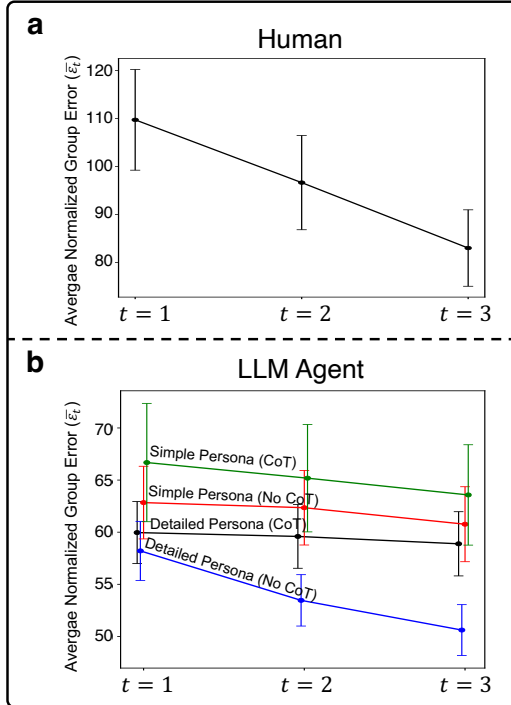 a
Human
Avergae Normalized Group Error (ε̅ₜ)
120
110
100
90
80
t = 1
t = 2
t = 3
b
LLM Agent
Avergae Normalized Group Error (ε̅ₜ)
70
65
60
55
50
Simple Persona (CoT)
Simple Persona (No CoT)
Detailed Persona (CoT)
Detailed Persona (No CoT)
t = 1
t = 2
t = 3